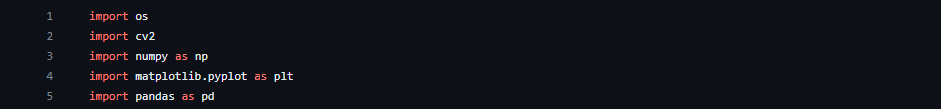 1 import os
2 import cv2
3 import numpy as np
4 import matplotlib.pyplot as plt
5 import pandas as pd